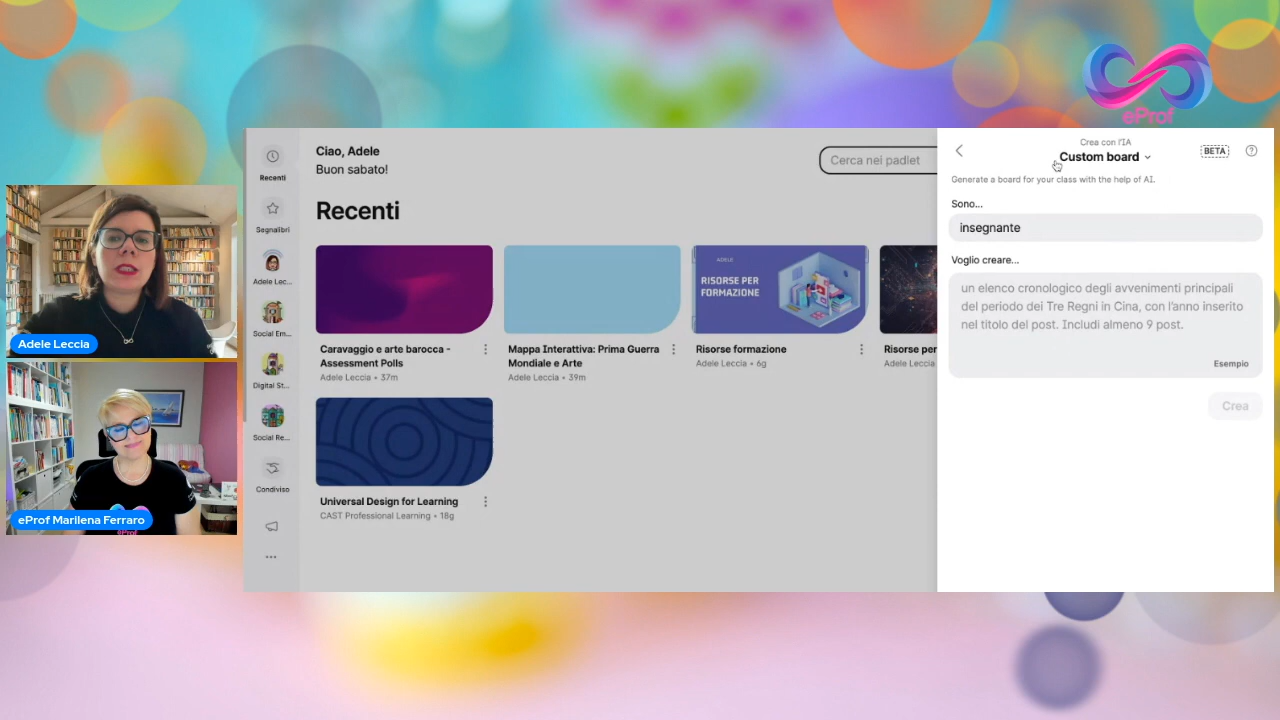 eProf
Adele Leccia
eProf Marilena Ferraro
eProf
Recenti
Segnalibri
Adele Lec...
Social Em...
Digital St...
Social Re...
Condiviso
Ciao, Adele
Buon sabato!
Cerca nei padlet
Recenti
ADELE
RISORSE PER
FORMAZIONE
Caravaggio e arte barocca -
Assessment Polls
Adele Leccia • 37m
Mappa Interattiva: Prima Guerra
Mondiale e Arte
Adele Leccia • 39m
Risorse formazione
Adele Leccia • 6g
Risorse per
Adele Leccia
Universal Design for Learning
CAST Professional Learning • 18g
Crea con l'IA
Custom board
BETA
Generate a board for your class with the help of AI.
Sono...
insegnante
Voglio creare...
un elenco cronologico degli avvenimenti principali
del periodo dei Tre Regni in Cina, con l'anno inserito
nel titolo del post. Includi almeno 9 post.
Esempio
Crea